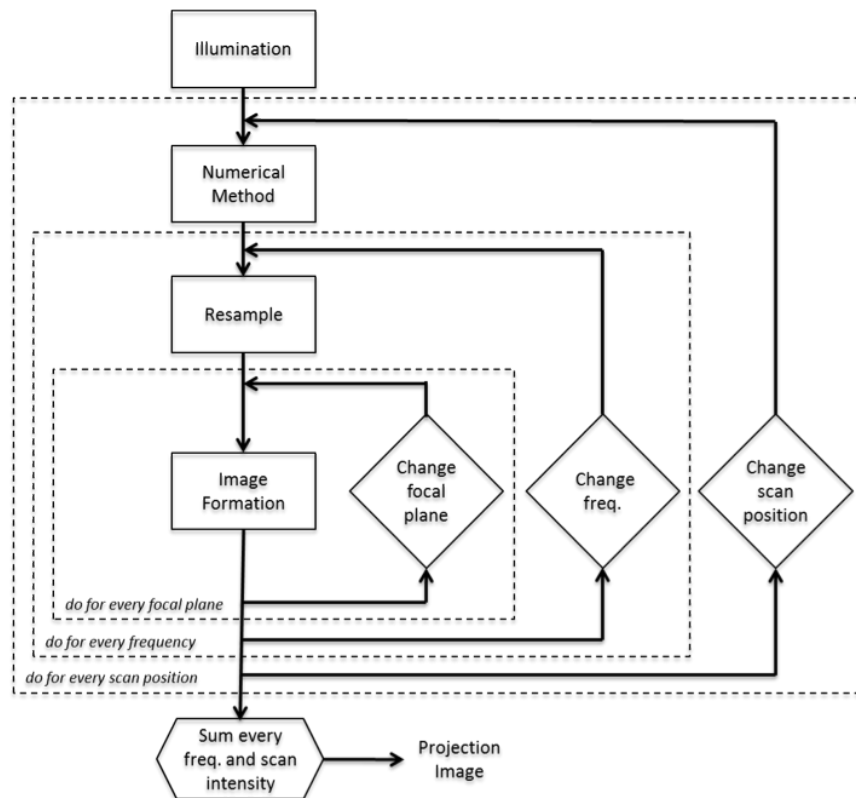 Illumination
Numerical
Method
Resample
Image
Formation
Change
focal
plane
Change
freq.
Change
scan
position
do for every focal plane
do for every frequency
do for every scan position
Sum every
freq. and scan
intensity
Projection
Image